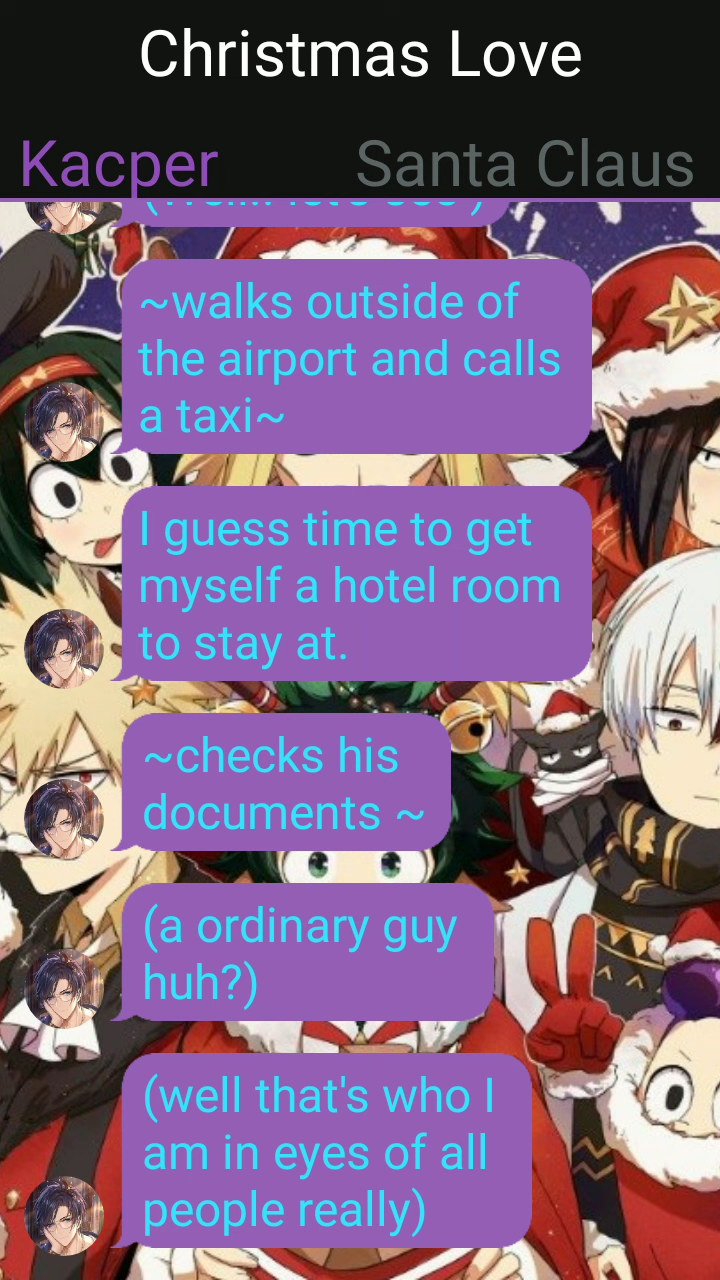 Christmas Love
Kacper
Santa Claus
~walks outside of
the airport and calls
a taxi~
I guess time to get
myself a hotel room
to stay at.
~checks his
documents ~
(a ordinary guy
huh?)
(well that's who I
am in eyes of all
people really)